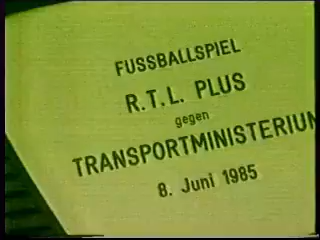 FUSSBALLSPIEL
R.T.L. PLUS
gegen
TRANSPORTMINISTERIUM
8. Juni 1985